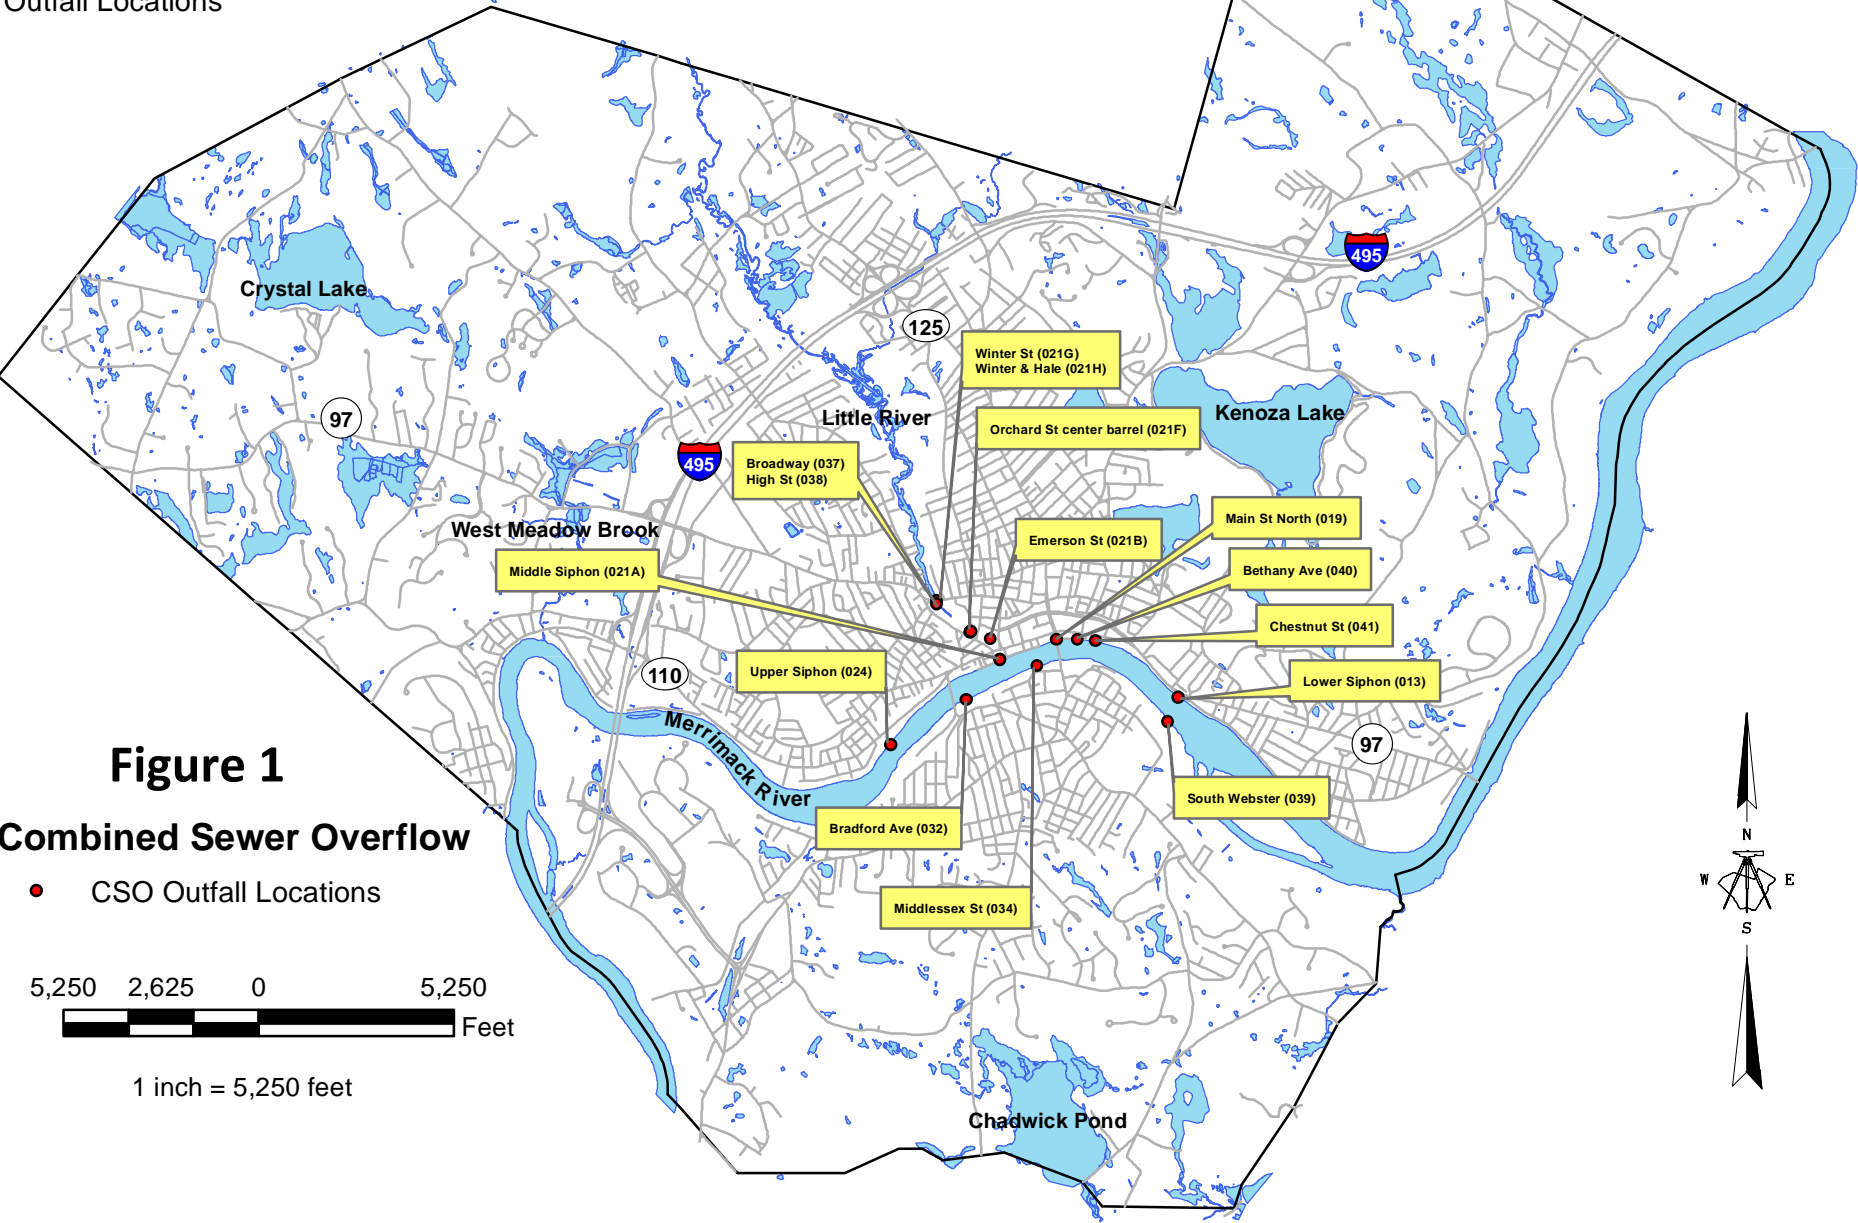 Outfall Locations
495
Crystal Lake
125
Winter St (021G)
Winter & Hale (021H)
97
Little River
Kenoza Lake
Orchard St center barrel (021F)
495
Broadway (037)
High St (038)
West Meadow Brook
Main St North (019)
Emerson St (021B)
Middle Siphon (021A)
Bethany Ave (040)
Chestnut St (041)
110
Upper Siphon (024)
Lower Siphon (013)
Merrimack River
97
Figure 1
South Webster (039)
Bradford Ave (032)
Combined Sewer Overflow
CSO Outfall Locations
Middlessex St (034)
N
W E
S
5,250 2,625 0 5,250
Feet
1 inch = 5,250 feet
Chadwick Pond